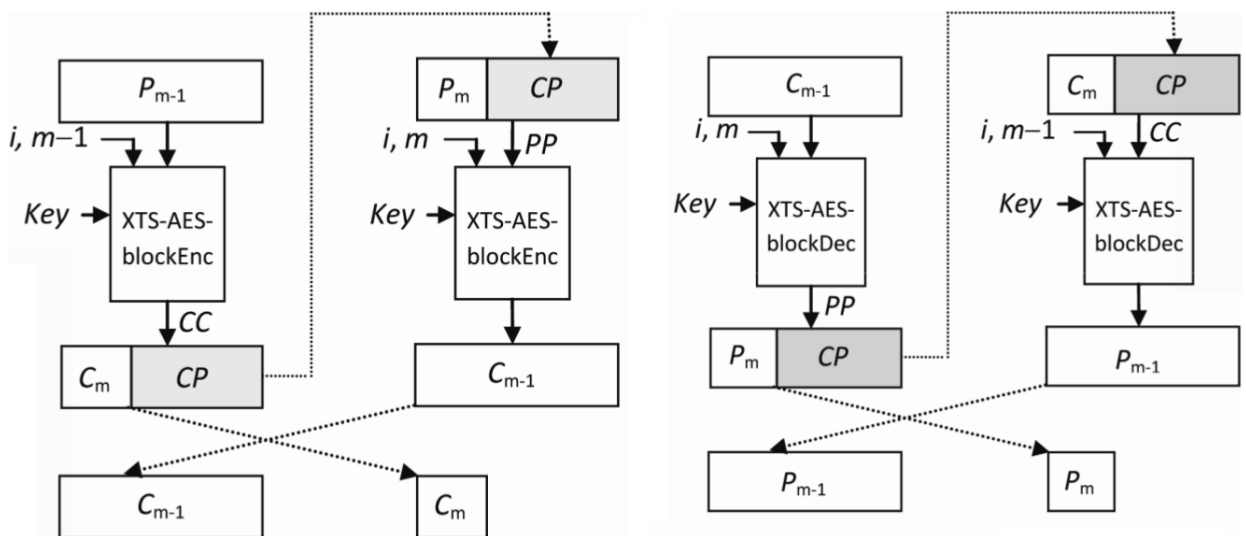 P_m-1
i, m−1
Key
XTS-AES-
blockEnc
CC
C_m CP
C_m-1
P_m CP
i, m
PP
Key
XTS-AES-
blockEnc
C_m-1
C_m
C_m-1
i, m
Key
XTS-AES-
blockDec
PP
P_m CP
P_m-1
C_m CP
i, m−1
CC
Key
XTS-AES-
blockDec
P_m-1
P_m